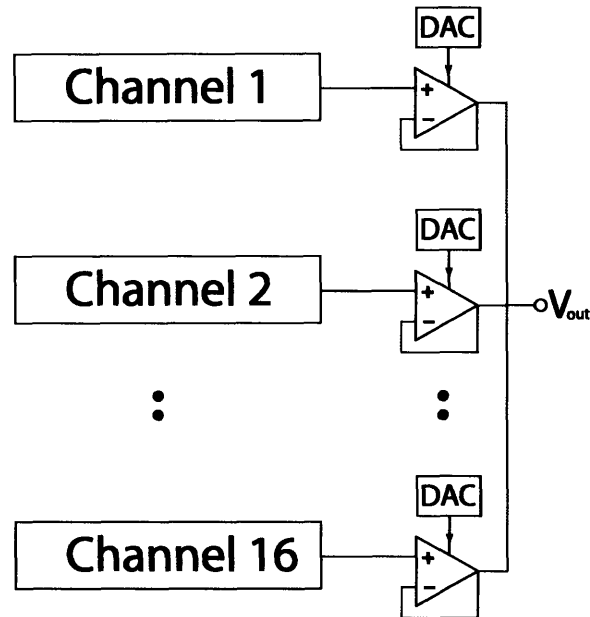 DAC
Channel 1
+
−
DAC
Channel 2
+
−
Vout
DAC
Channel 16
+
−